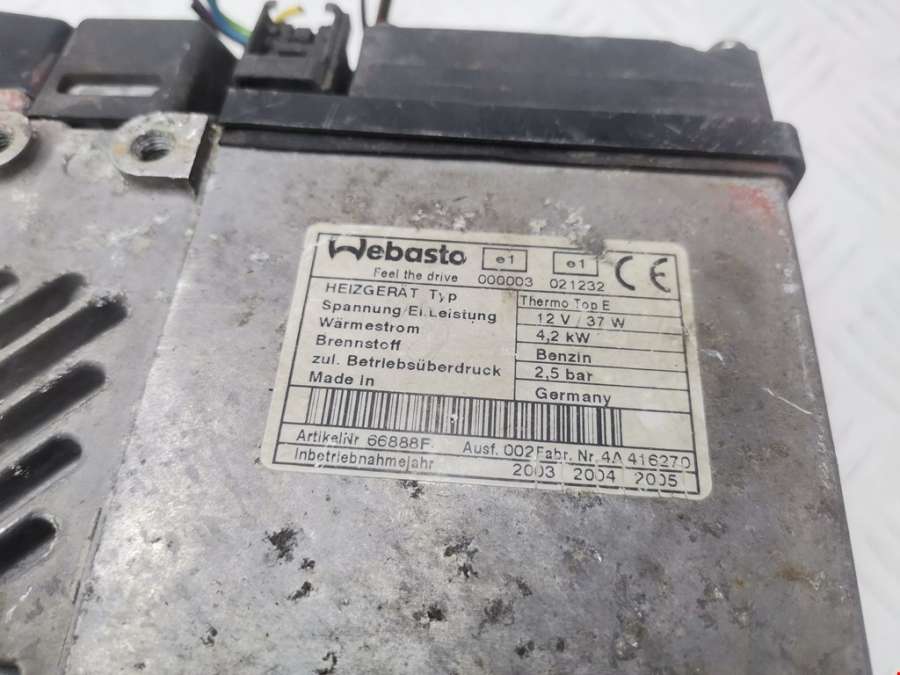 Webasto e1 e1 CE
Feel the drive 000003 021232
HEIZGERÄT Typ Thermo Top E
Spannung/El.Leistung 12 V / 37 W
Wärmestrom 4,2 kW
Brennstoff Benzin
zul. Betriebsüberdruck 2,5 bar
Made in Germany
ArtikelNr 66888F Ausf. 002 Fabr. Nr. 4A 416270
Inbetriebnahmejahr 2003 2004 2005